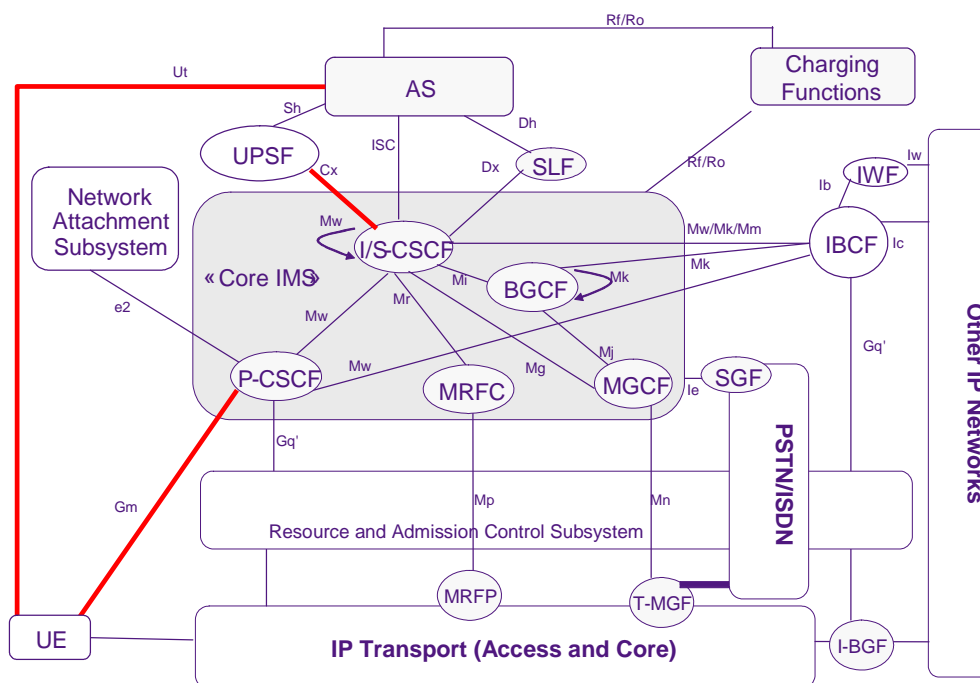 Rf/Ro
Ut
AS
Charging
Functions
Sh
Dh
ISC
UPSF
Cx
Dx
SLF
Rf/Ro
Iw
IWF
Ib
Network
Attachment
Subsystem
Mw
I/S-CSCF
Mw/Mk/Mm
IBCF
Ic
« Core IMS »
Mi
BGCF
Mk
Mk
e2
Mw
Mr
Mw
Mg
Mj
Gq'
Other IP Networks
P-CSCF
MRFC
MGCF
Ie
SGF
PSTN/ISDN
Gq'
Gm
Mp
Mn
Resource and Admission Control Subsystem
MRFP
T-MGF
UE
IP Transport (Access and Core)
I-BGF